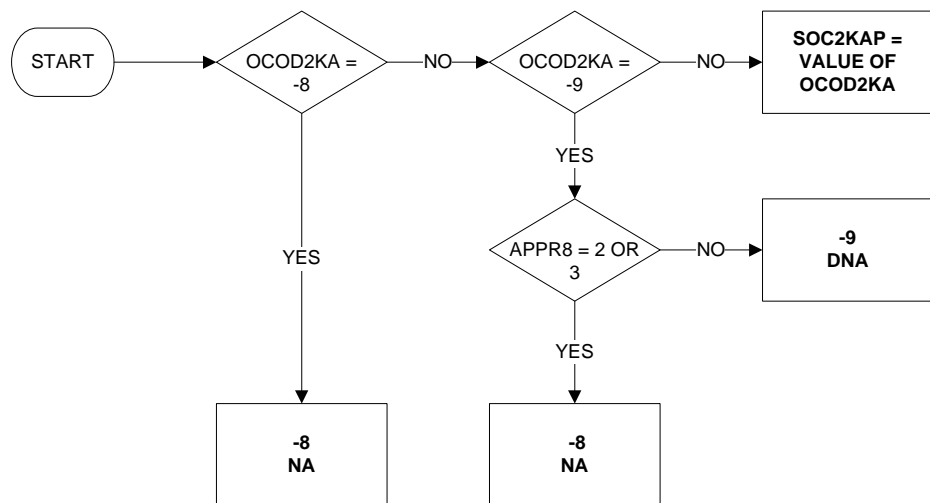 START
OCOD2KA =
-8
NO
OCOD2KA =
-9
NO
SOC2KAP =
VALUE OF
OCOD2KA
YES
YES
APPR8 = 2 OR
3
NO
-9
DNA
YES
-8
NA
-8
NA